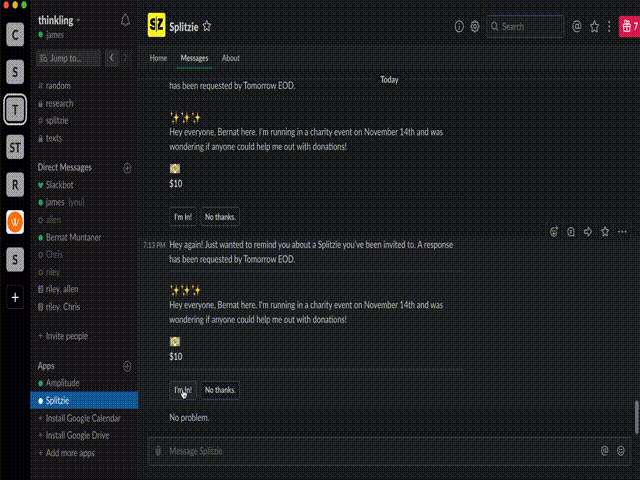 thinkling
james
Jump to...
# random
research
# splitzie
texts
Direct Messages
Slackbot
james (you)
allen
Bernat Muntaner
Chris
riley
riley, allen
riley, Chris
+ Invite people
Apps
Amplitude
Splitzie
+ Install Google Calendar
+ Install Google Drive
+ Add more apps
C
S
T
ST
R
S
+
SZ
Splitzie
Search
7
Home
Messages
About
Today
has been requested by Tomorrow EOD.
Hey everyone, Bernat here. I'm running in a charity event on November 14th and was
wondering if anyone could help me out with donations!
$10
I'm In!
No thanks.
7:13 PM
Hey again! Just wanted to remind you about a Splitzie you've been invited to. A response
has been requested by Tomorrow EOD.
Hey everyone, Bernat here. I'm running in a charity event on November 14th and was
wondering if anyone could help me out with donations!
$10
I'm In!
No thanks.
No problem.
Message Splitzie